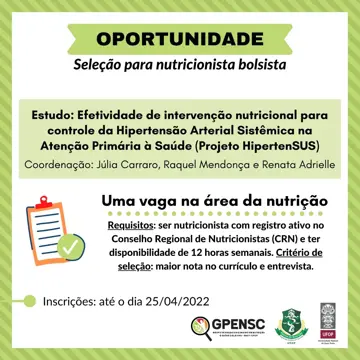 OPORTUNIDADE
Seleção para nutricionista bolsista
Estudo: Efetividade de intervenção nutricional para
controle da Hipertensão Arterial Sistêmica na
Atenção Primária à Saúde (Projeto HipertenSUS)
Coordenação: Júlia Carraro, Raquel Mendonça e Renata Adrielle
Uma vaga na área da nutrição
Requisitos: ser nutricionista com registro ativo no
Conselho Regional de Nutricionistas (CRN) e ter
disponibilidade de 12 horas semanais. Critério de
seleção: maior nota no currículo e entrevista.
Inscrições: até o dia 25/04/2022
GPENSC
UFOP